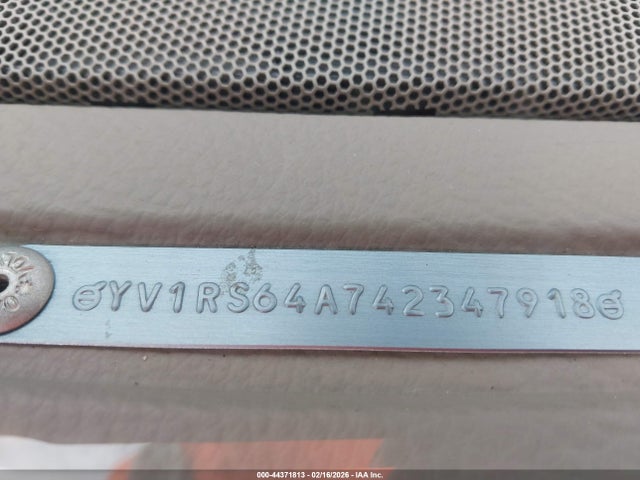 YV1RS64A742347918
000-44371813 - 02/16/2026 - IAA Inc.